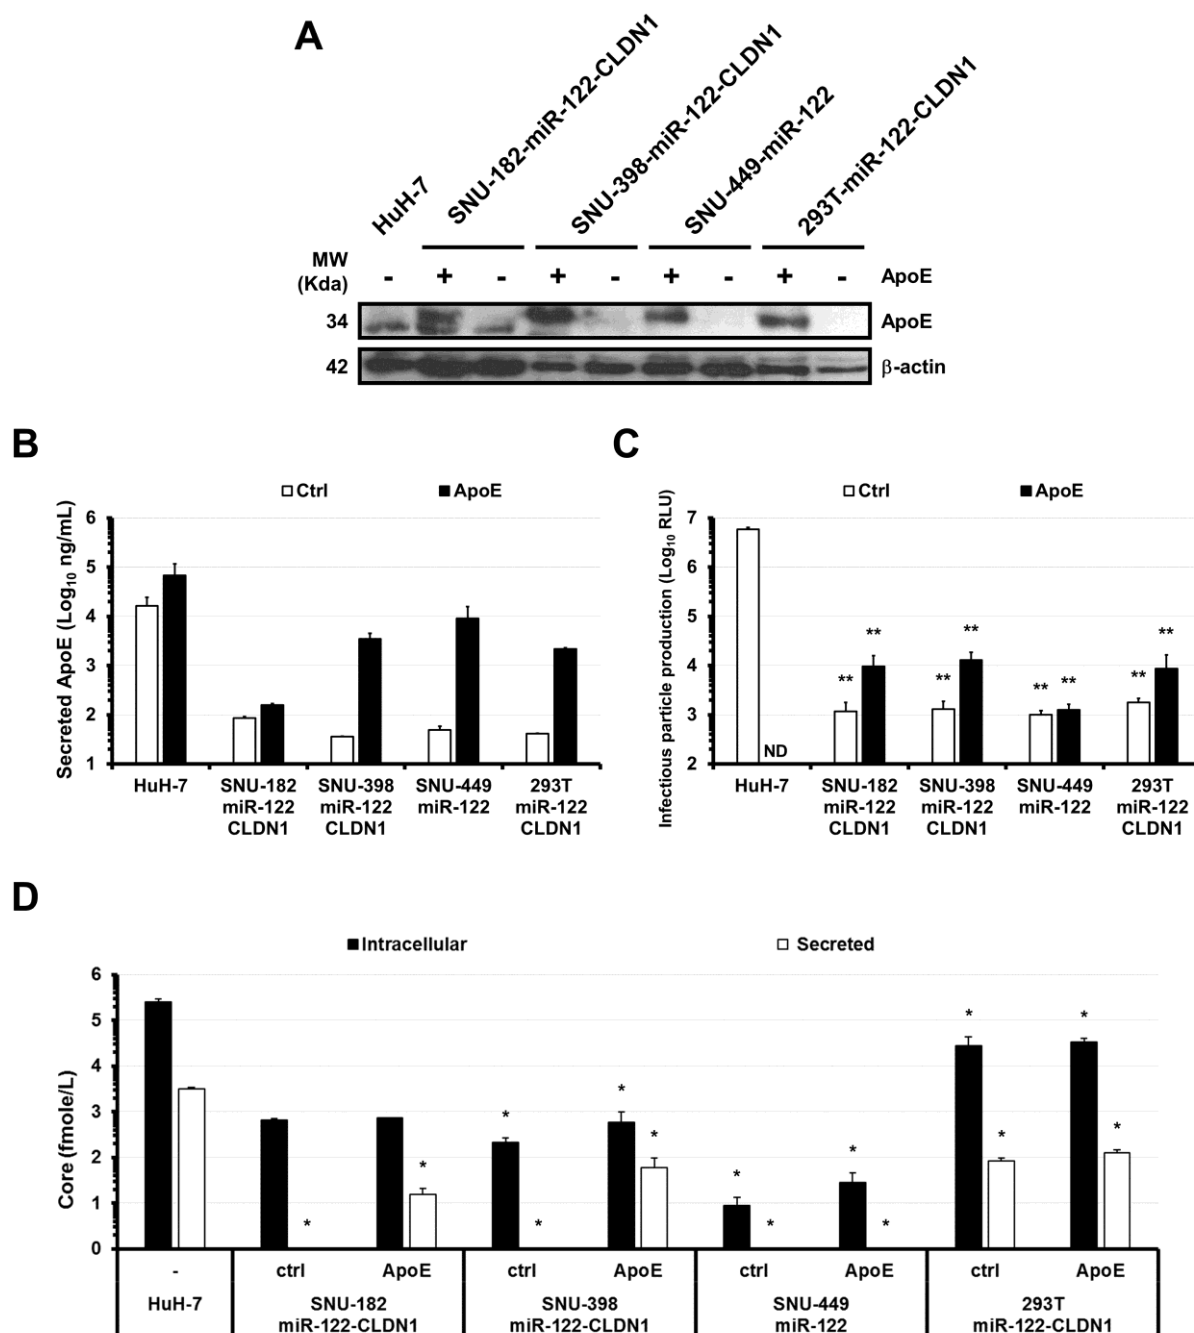 A
HuH-7
SNU-182-miR-122-CLDN1
SNU-398-miR-122-CLDN1
SNU-449-miR-122
293T-miR-122-CLDN1
MW
(Kda)
- + - + - + - + - ApoE
34 ApoE
42 β-actin
B
Ctrl ApoE
Secreted ApoE (Log10 ng/mL)
6
5
4
3
2
1
HuH-7 SNU-182 SNU-398 SNU-449 293T
miR-122 miR-122 miR-122 miR-122
CLDN1 CLDN1 CLDN1
C
Ctrl ApoE
Infectious particle production (Log10 RLU)
7
6
5
4
3
2
ND
** ** ** ** ** ** ** **
HuH-7 SNU-182 SNU-398 SNU-449 293T
miR-122 miR-122 miR-122 miR-122
CLDN1 CLDN1 CLDN1
D
Intracellular Secreted
Core (fmole/L)
6
5
4
3
2
1
0
* * * * * * * * * * * * *
- ctrl ApoE ctrl ApoE ctrl ApoE ctrl ApoE
HuH-7 SNU-182 SNU-398 SNU-449 293T
miR-122-CLDN1 miR-122-CLDN1 miR-122 miR-122-CLDN1